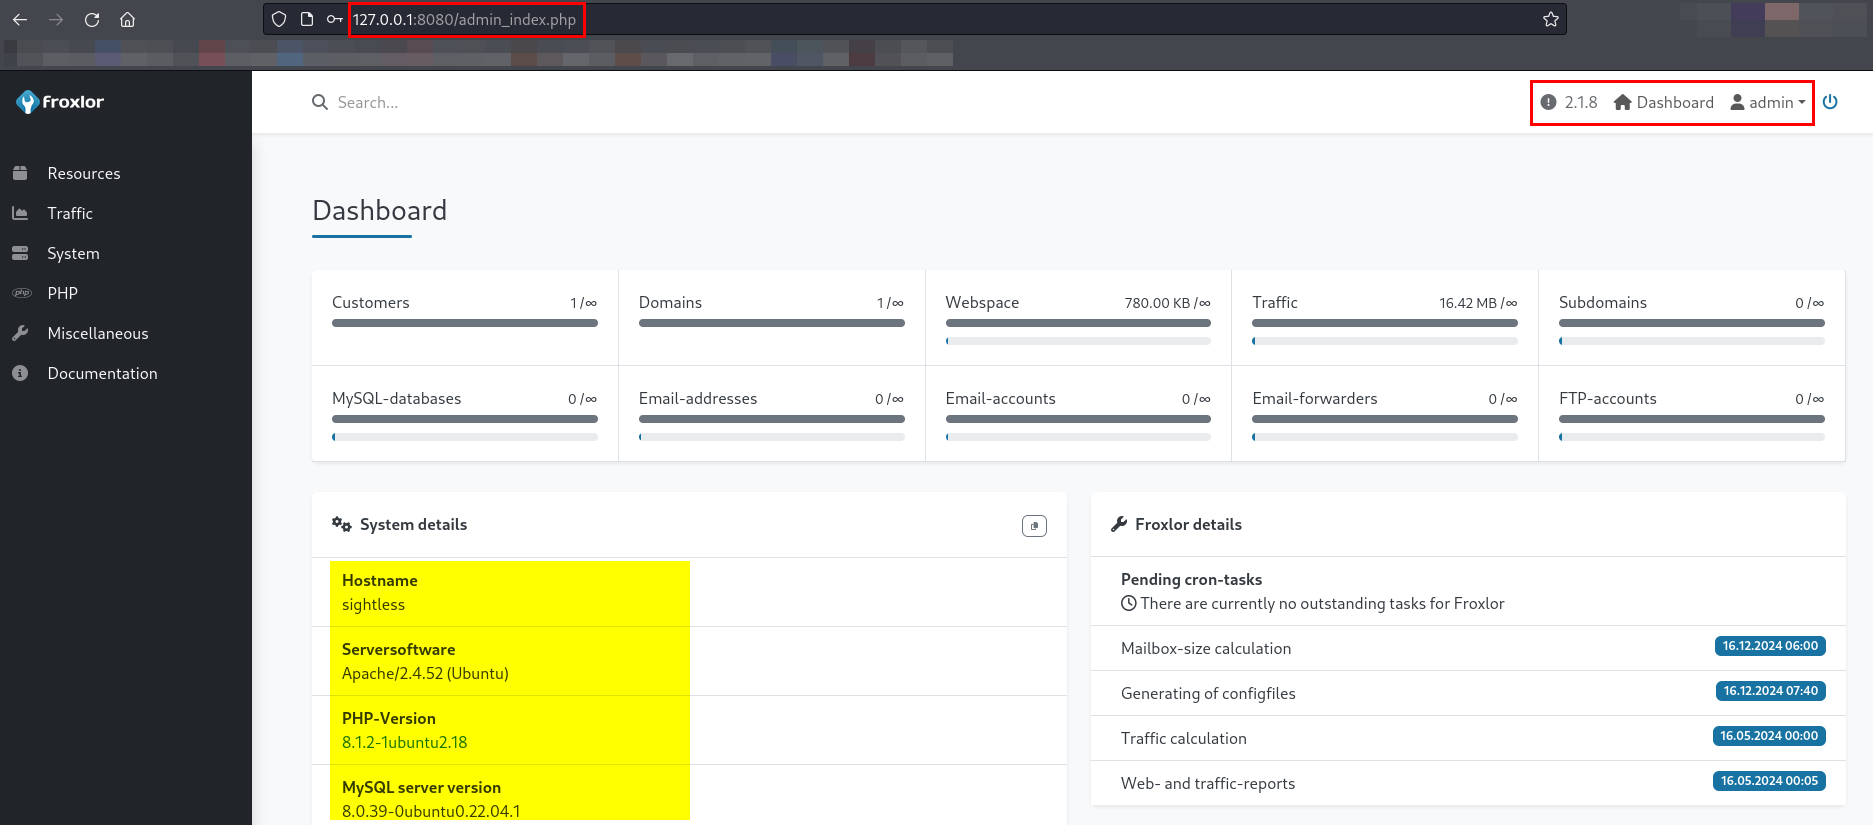 127.0.0.1:8080/admin_index.php
froxlor
Search...
2.1.8 Dashboard admin
Resources
Traffic
System
php PHP
Miscellaneous
Documentation
Dashboard
Customers 1 /∞
Domains 1 /∞
Webspace 780.00 KB /∞
Traffic 16.42 MB /∞
Subdomains 0 /∞
MySQL-databases 0 /∞
Email-addresses 0 /∞
Email-accounts 0 /∞
Email-forwarders 0 /∞
FTP-accounts 0 /∞
System details
Hostname
sightless
Serversoftware
Apache/2.4.52 (Ubuntu)
PHP-Version
8.1.2-1ubuntu2.18
MySQL server version
8.0.39-0ubuntu0.22.04.1
Froxlor details
Pending cron-tasks
There are currently no outstanding tasks for Froxlor
Mailbox-size calculation 16.12.2024 06:00
Generating of configfiles 16.12.2024 07:40
Traffic calculation 16.05.2024 00:00
Web- and traffic-reports 16.05.2024 00:05